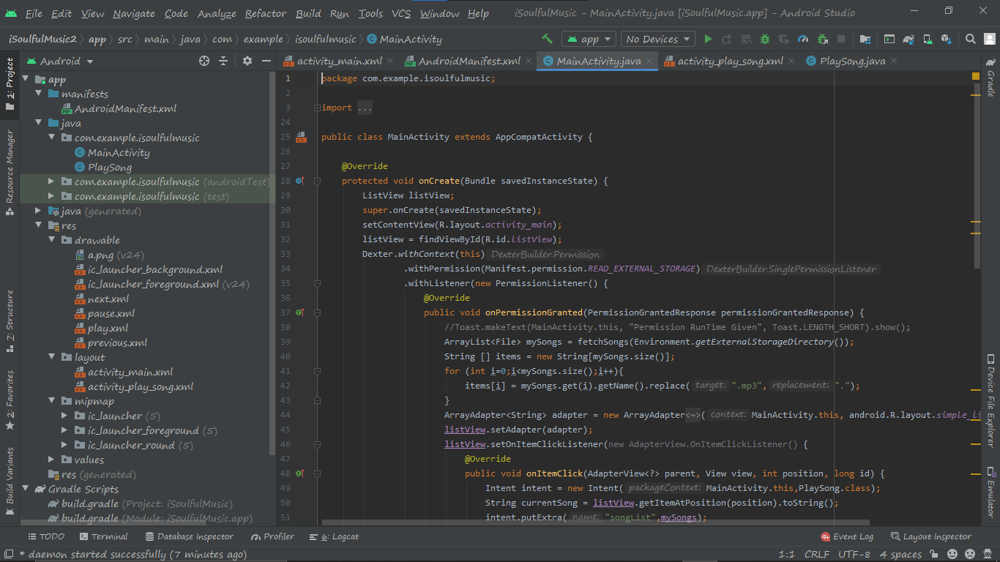 File Edit View Navigate Code Analyze Refactor Build Run Tools VCS Window Help iSoulfulMusic - MainActivity.java [iSoulfulMusic.app] - Android Studio
iSoulfulMusic2 app src main java com example isoulfulmusic MainActivity app No Devices
1: Project
Resource Manager
7: Structure
2: Favorites
Build Variants
Android
app
manifests
AndroidManifest.xml
java
com.example.isoulfulmusic
MainActivity
PlaySong
com.example.isoulfulmusic (androidTest)
com.example.isoulfulmusic (test)
java (generated)
res
drawable
a.png (v24)
ic_launcher_background.xml
ic_launcher_foreground.xml (v24)
next.xml
pause.xml
play.xml
previous.xml
layout
activity_main.xml
activity_play_song.xml
mipmap
ic_launcher (5)
ic_launcher_foreground (5)
ic_launcher_round (5)
values
res (generated)
Gradle Scripts
build.gradle (Project: iSoulfulMusic)
build.gradle (Module: iSoulfulMusic.app)
activity_main.xml AndroidManifest.xml MainActivity.java activity_play_song.xml PlaySong.java
1 package com.example.isoulfulmusic;
2
3 import ...
24
25 public class MainActivity extends AppCompatActivity {
26
27 @Override
28 protected void onCreate(Bundle savedInstanceState) {
29 ListView listView;
30 super.onCreate(savedInstanceState);
31 setContentView(R.layout.activity_main);
32 listView = findViewById(R.id.listView);
33 Dexter.withContext(this) DexterBuilder.Permission
34 .withPermission(Manifest.permission.READ_EXTERNAL_STORAGE) DexterBuilder.SinglePermissionListener
35 .withListener(new PermissionListener() {
36 @Override
37 public void onPermissionGranted(PermissionGrantedResponse permissionGrantedResponse) {
38 //Toast.makeText(MainActivity.this, "Permission RunTime Given", Toast.LENGTH_SHORT).show();
39 ArrayList<File> mySongs = fetchSongs(Environment.getExternalStorageDirectory());
40 String [] items = new String[mySongs.size()];
41 for (int i=0;i<mySongs.size();i++){
42 items[i] = mySongs.get(i).getName().replace( target: ".mp3", replacement: ".");
43 }
44 ArrayAdapter<String> adapter = new ArrayAdapter<~>( context: MainActivity.this, android.R.layout.simple_li
45 listView.setAdapter(adapter);
46 listView.setOnItemClickListener(new AdapterView.OnItemClickListener() {
47 @Override
48 public void onItemClick(AdapterView<?> parent, View view, int position, long id) {
49 Intent intent = new Intent( packageContext: MainActivity.this,PlaySong.class);
50 String currentSong = listView.getItemAtPosition(position).toString();
51 intent.putExtra( name: "songList",mySongs);
Gradle
Device File Explorer
Emulator
TODO Terminal Database Inspector Profiler 6: Logcat 9+ Event Log Layout Inspector
* daemon started successfully (7 minutes ago) 1:1 CRLF UTF-8 4 spaces